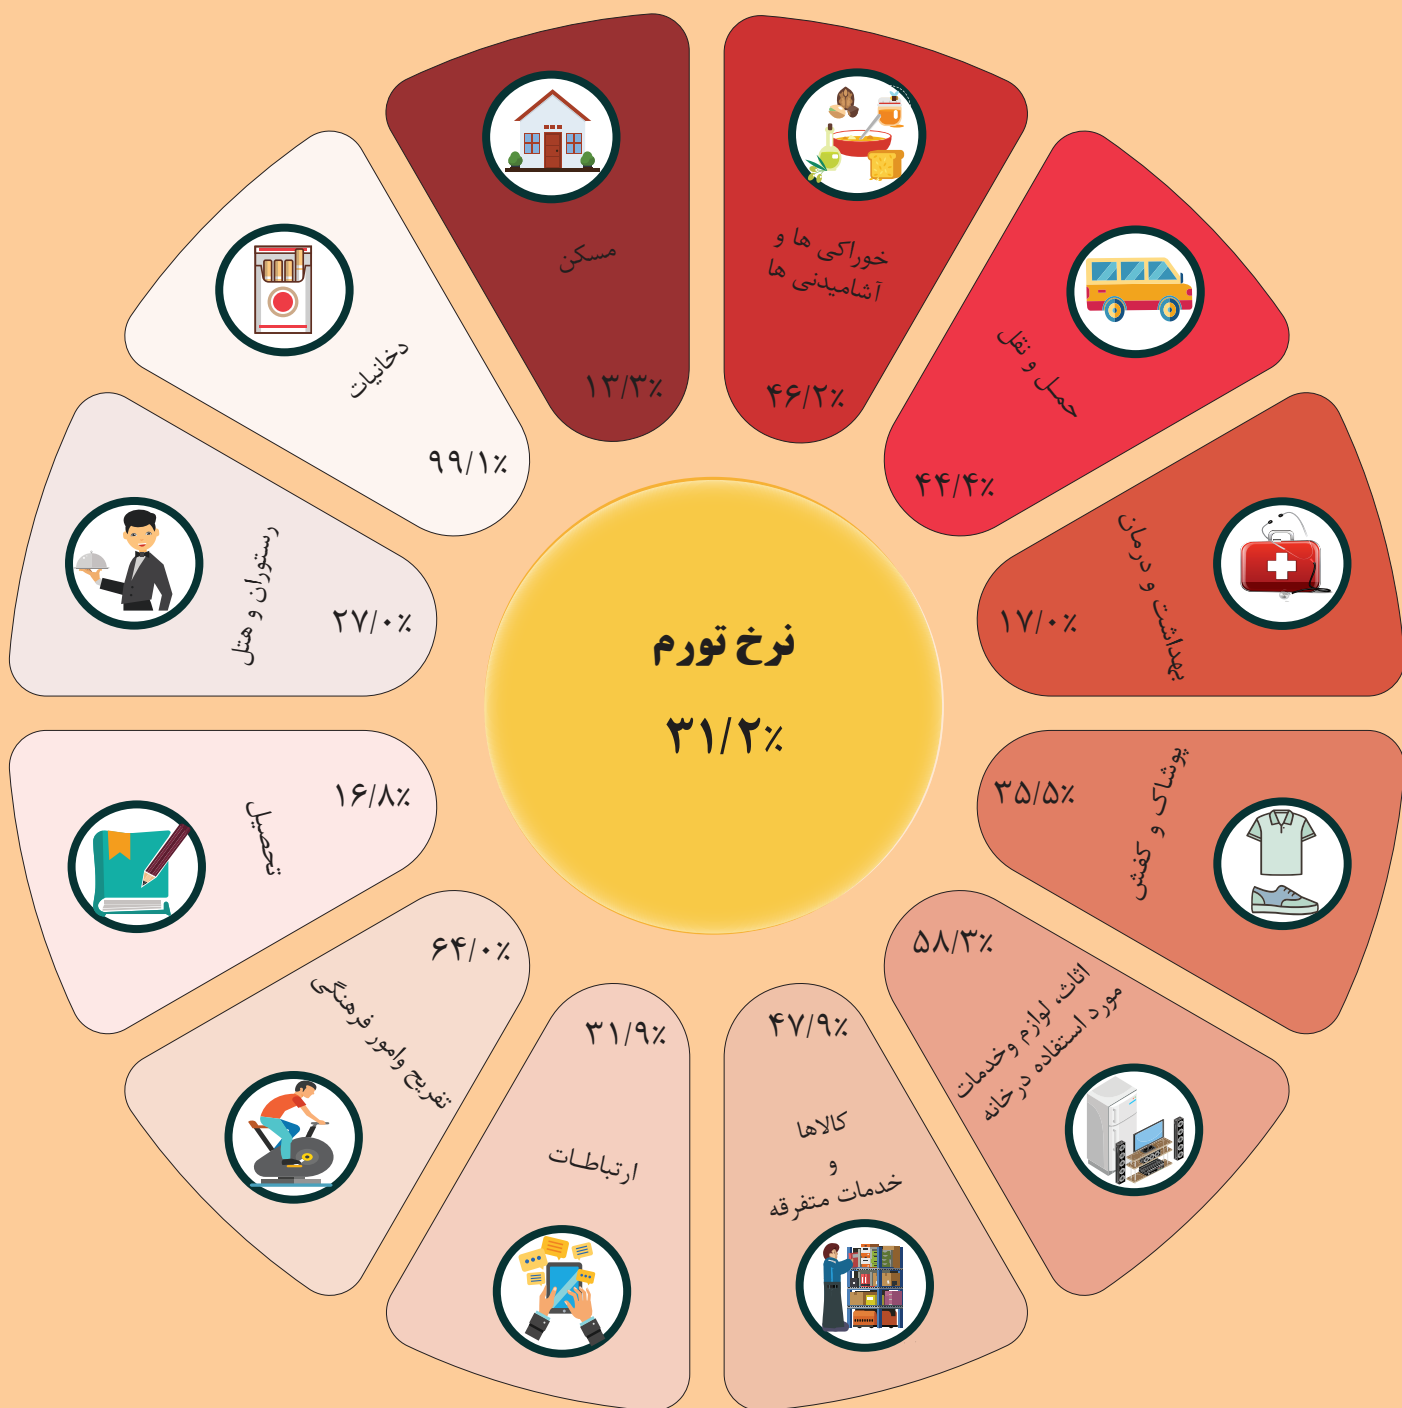 نرخ تورم
۳۱/۲٪
خوراکی ها و
آشامیدنی ها
۴۶/۲٪
حمـل و نقل
۴۴/۴٪
بهداشت و درمان
۱۷/۰٪
پوشاک و کفش
۳۵/۵٪
اثاث، لوازم وخدمات
مورد استفاده در خانه
۵۸/۳٪
کالاها
و
خدمات متفرقه
۴۷/۹٪
ارتباطـات
۳۱/۹٪
تفریح وامور فرهنگی
۶۴/۰٪
تحصیل
۱۶/۸٪
رستوران و هتل
۲۷/۰٪
دخانیات
۹۹/۱٪
مسکن
۱۳/۳٪